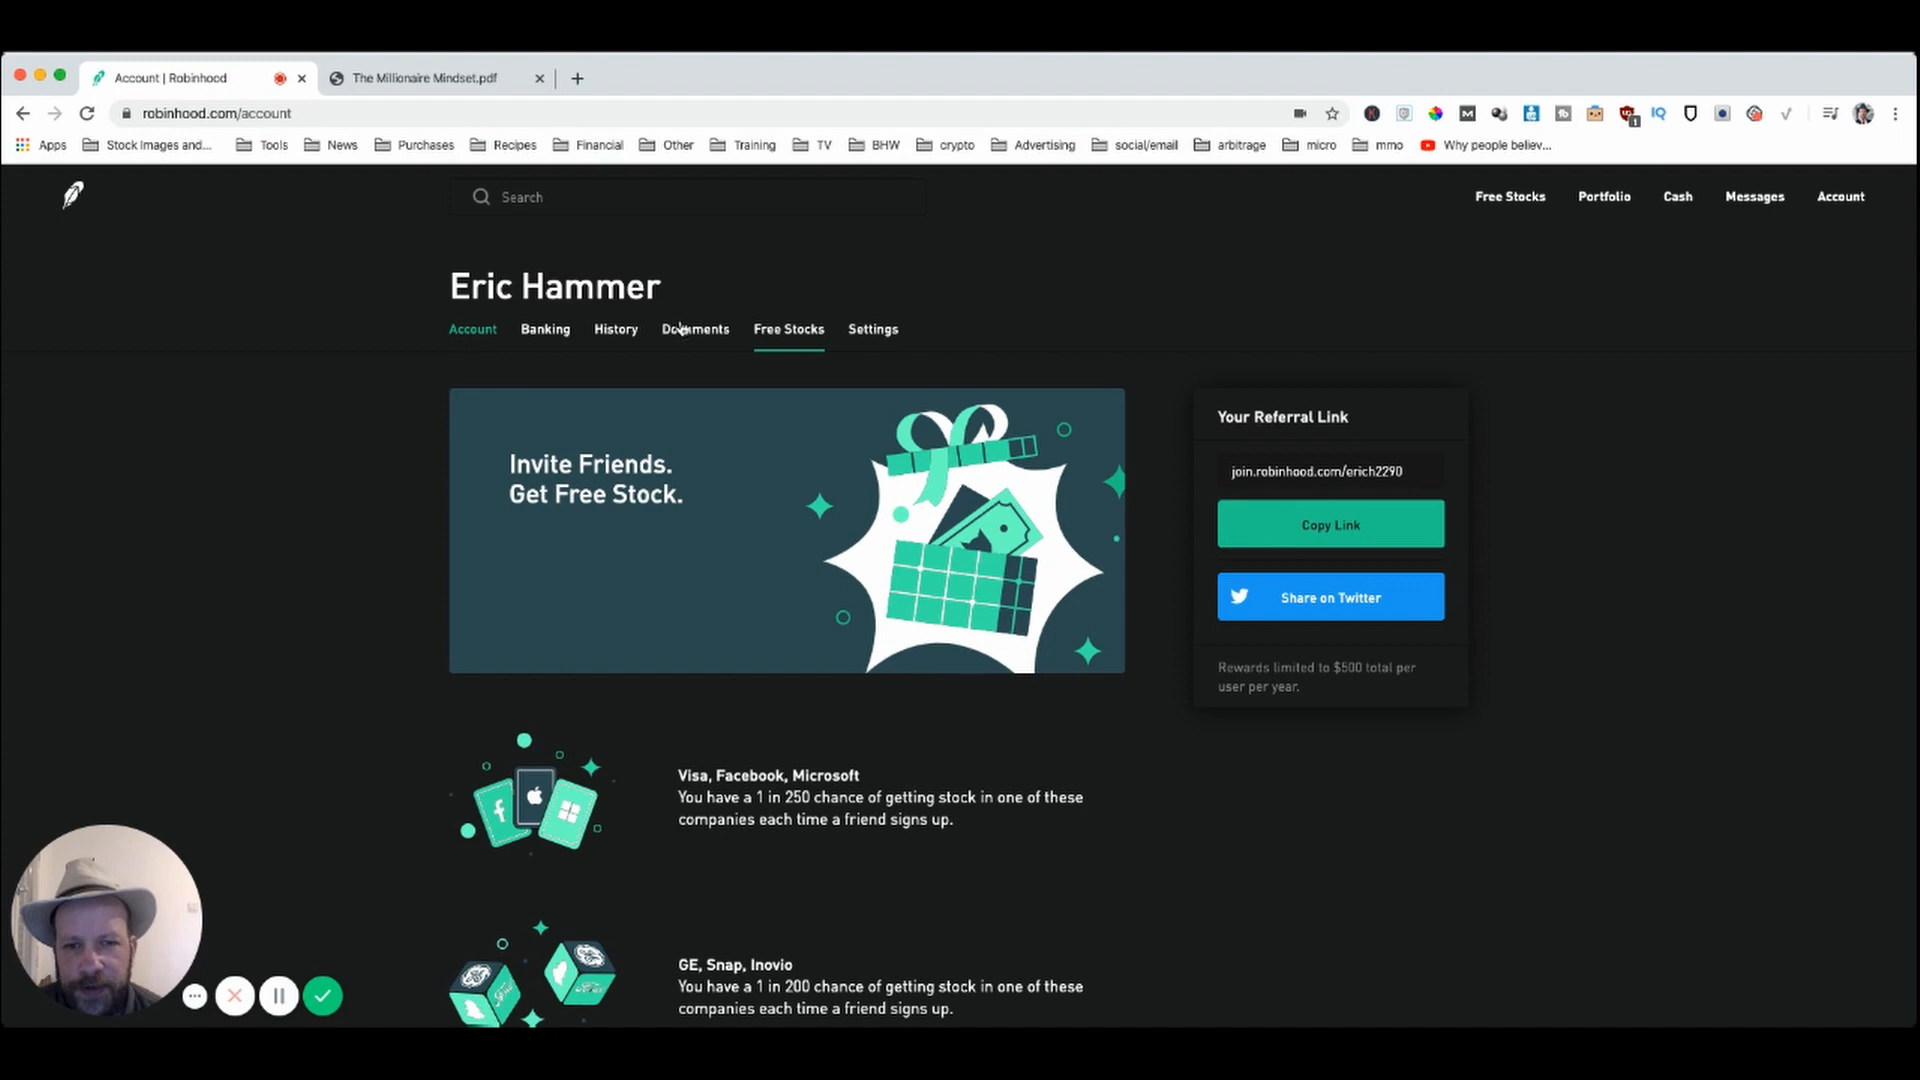 Account | Robinhood
The Millionaire Mindset.pdf
robinhood.com/account
Apps
Stock Images and...
Tools
News
Purchases
Recipes
Financial
Other
Training
TV
BHW
crypto
Advertising
social/email
arbitrage
micro
mmo
Why people believ...
Search
Free Stocks
Portfolio
Cash
Messages
Account
Eric Hammer
Account
Banking
History
Documents
Free Stocks
Settings
Invite Friends.
Get Free Stock.
Your Referral Link
join.robinhood.com/erich2290
Copy Link
Share on Twitter
Rewards limited to $500 total per
user per year.
Visa, Facebook, Microsoft
You have a 1 in 250 chance of getting stock in one of these
companies each time a friend signs up.
GE, Snap, Inovio
You have a 1 in 200 chance of getting stock in one of these
companies each time a friend signs up.